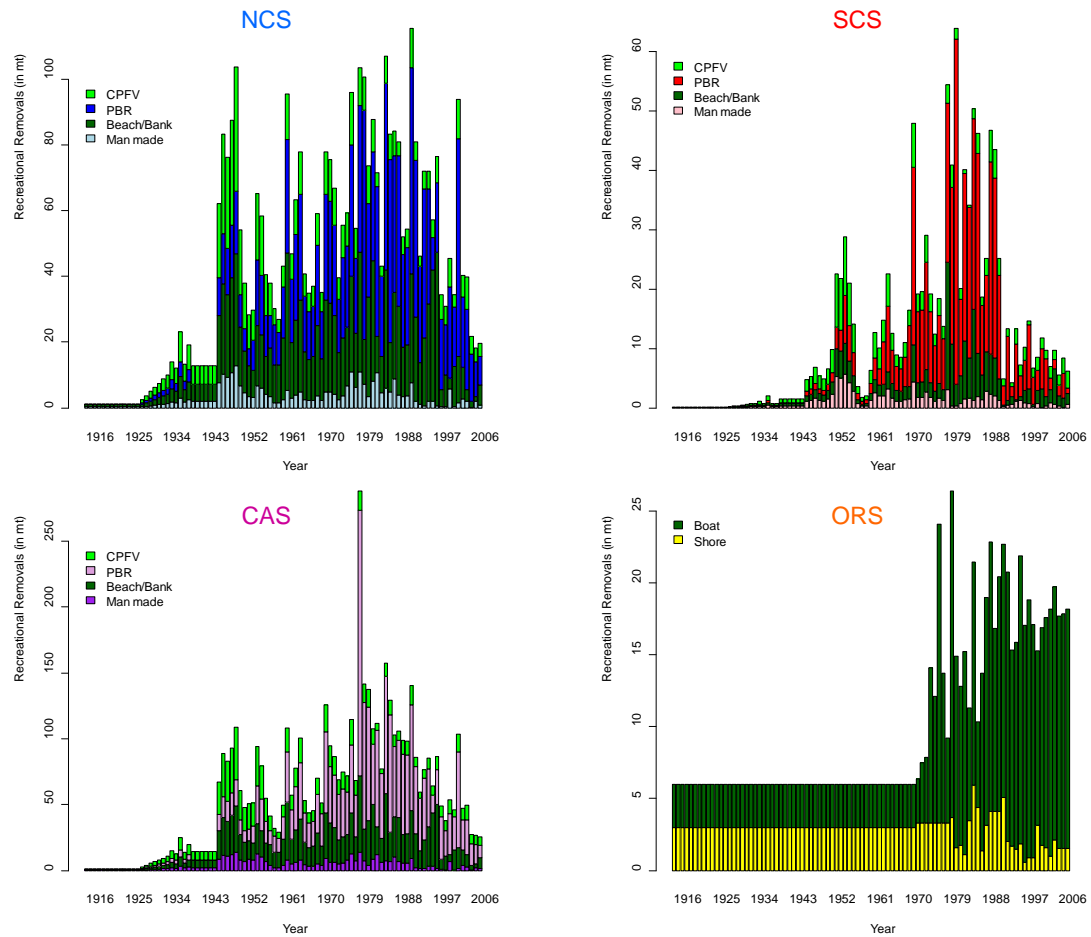 NCS
Recreational Removals (in mt)
100
80
60
40
20
0
CPFV
PBR
Beach/Bank
Man made
1916 1925 1934 1943 1952 1961 1970 1979 1988 1997 2006
Year
SCS
Recreational Removals (in mt)
60
50
40
30
20
10
0
CPFV
PBR
Beach/Bank
Man made
1916 1925 1934 1943 1952 1961 1970 1979 1988 1997 2006
Year
CAS
Recreational Removals (in mt)
250
200
150
100
50
0
CPFV
PBR
Beach/Bank
Man made
1916 1925 1934 1943 1952 1961 1970 1979 1988 1997 2006
Year
ORS
Recreational Removals (in mt)
25
20
15
10
5
0
Boat
Shore
1916 1925 1934 1943 1952 1961 1970 1979 1988 1997 2006
Year